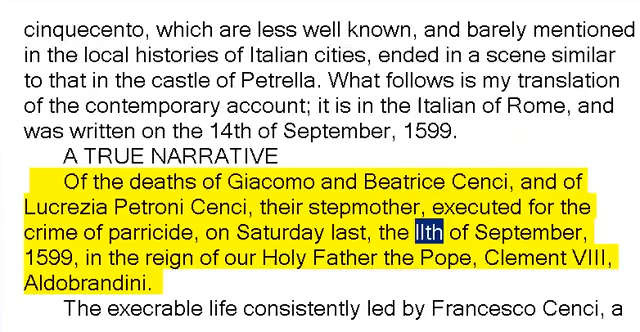 cinquecento, which are less well known, and barely mentioned
in the local histories of Italian cities, ended in a scene similar
to that in the castle of Petrella. What follows is my translation
of the contemporary account; it is in the Italian of Rome, and
was written on the 14th of September, 1599.
A TRUE NARRATIVE
Of the deaths of Giacomo and Beatrice Cenci, and of
Lucrezia Petroni Cenci, their stepmother, executed for the
crime of parricide, on Saturday last, the IIth of September,
1599, in the reign of our Holy Father the Pope, Clement VIII,
Aldobrandini.
The execrable life consistently led by Francesco Cenci, a